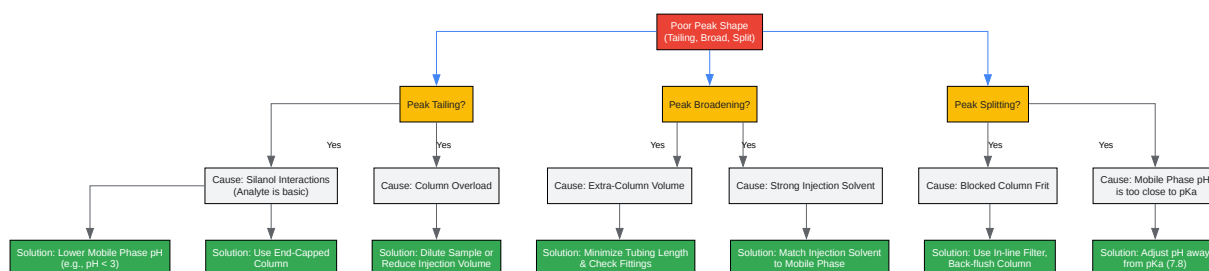 Poor Peak Shape
(Tailing, Broad, Split)
Peak Tailing?
Peak Broadening?
Peak Splitting?
Yes
Yes
Yes
Yes
Yes
Yes
Cause: Silanol Interactions
(Analyte is basic)
Cause: Column Overload
Cause: Extra-Column Volume
Cause: Strong Injection Solvent
Cause: Blocked Column Frit
Cause: Mobile Phase pH
is too close to pKa
Solution: Lower Mobile Phase pH
(e.g., pH < 3)
Solution: Use End-Capped
Column
Solution: Dilute Sample or
Reduce Injection Volume
Solution: Minimize Tubing Length
& Check Fittings
Solution: Match Injection Solvent
to Mobile Phase
Solution: Use In-line Filter,
Back-flush Column
Solution: Adjust pH away
from pKa (7.8)